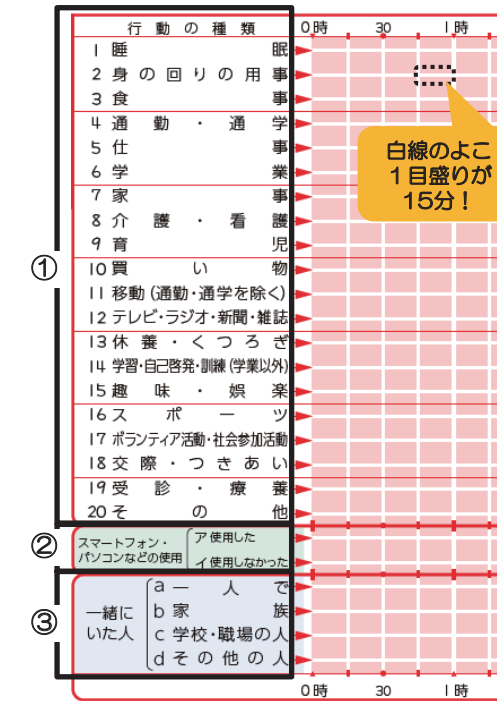 行動の種類 0時 30 1時
1 睡眠
2 身の回りの用事
3 食事
4 通勤・通学
5 仕事
6 学業
7 家事
8 介護・看護
9 育児
10 買い物
11 移動(通勤・通学を除く)
12 テレビ・ラジオ・新聞・雑誌
13 休養・くつろぎ
14 学習・自己啓発・訓練(学業以外)
15 趣味・娯楽
16 スポーツ
17 ボランティア活動・社会参加活動
18 交際・つきあい
19 受診・療養
20 その他
①
白線のよこ
1目盛りが
15分!
②
スマートフォン・
パソコンなどの使用
ア 使用した
イ 使用しなかった
③
一緒に
いた人
a 一人で
b 家族
c 学校・職場の人
d その他の人
0時 30 1時